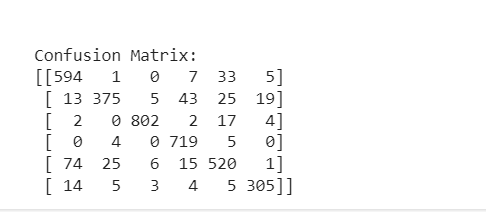 Confusion Matrix:
[[594 1 0 7 33 5]
[ 13 375 5 43 25 19]
[ 2 0 802 2 17 4]
[ 0 4 0 719 5 0]
[ 74 25 6 15 520 1]
[ 14 5 3 4 5 305]]